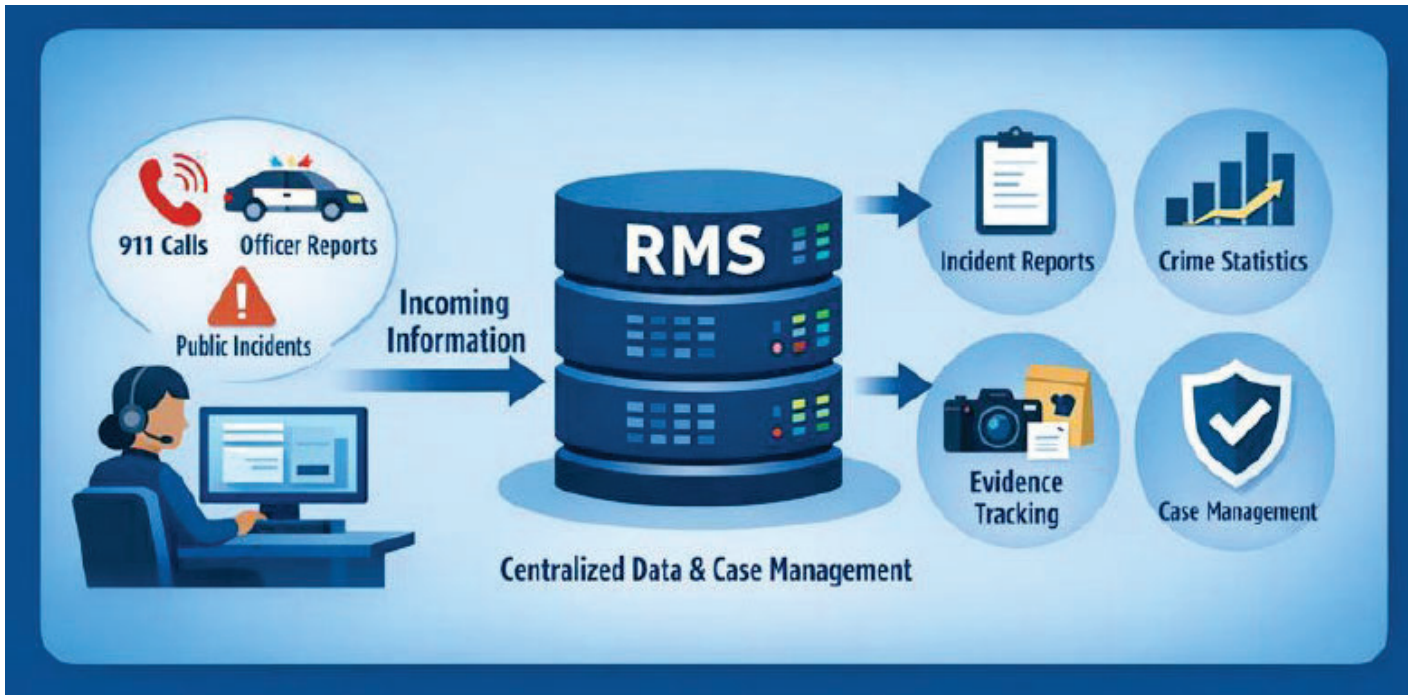 911 Calls
Officer Reports
Public Incidents
Incoming
Information
RMS
Centralized Data & Case Management
Incident Reports
Crime Statistics
Evidence
Tracking
Case Management